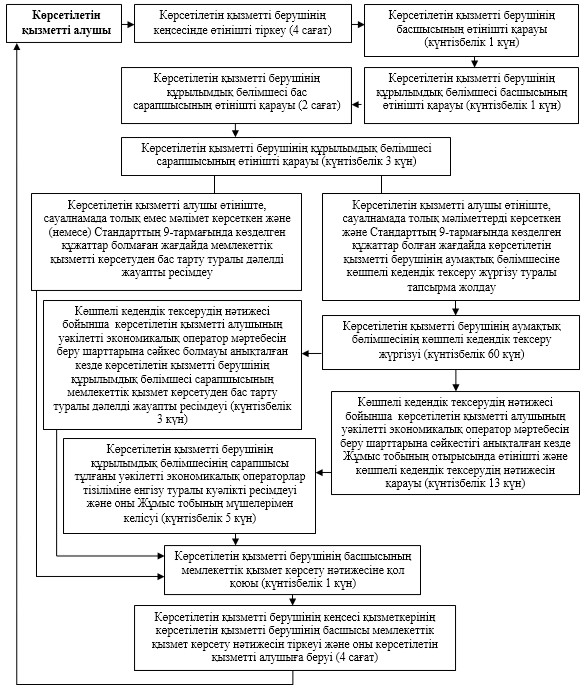 Көрсетілетін
қызметті алушы
Көрсетілетін қызметті берушінің
кеңсесінде өтінішті тіркеу (4 сағат)
Көрсетілетін қызметті берушінің
басшысының өтінішті қарауы
(күнтізбелік 1 күн)
Көрсетілетін қызметті берушінің
құрылымдық бөлімшесі басшысының
өтінішті қарауы (күнтізбелік 1 күн)
Көрсетілетін қызметті берушінің
құрылымдық бөлімшесі бас
сарапшысының өтінішті қарауы (2 сағат)
Көрсетілетін қызметті берушінің құрылымдық бөлімшесі
сарапшысының өтінішті қарауы (күнтізбелік 3 күн)
Көрсетілетін қызметті алушы өтініште,
сауалнамада толық емес мәлімет көрсеткен және
(немесе) Стандарттың 9-тармағында көзделген
құжаттар болмаған жағдайда мемлекеттік
қызметті көрсетуден бас тарту туралы дәлелді
жауапты ресімдеу
Көрсетілетін қызметті алушы өтініште,
сауалнамада толық мәліметтерді көрсеткен
және Стандарттың 9-тармағында көзделген
құжаттар болған жағдайда көрсетілетін
қызметті берушінің аумақтық бөлімшесіне
көшпелі кедендік тексеру жүргізу туралы
тапсырма жолдау
Көрсетілетін қызметті берушінің аумақтық
бөлімшесінің көшпелі кедендік тексеру
жүргізуі (күнтізбелік 60 күн)
Көшпелі кедендік тексерудің нәтижесі
бойынша көрсетілетін қызметті алушының
уәкілетті экономикалық оператор мәртебесін
беру шарттарына сәйкес болмауы анықталған
кезде көрсетілетін қызметті берушінің
құрылымдық бөлімшесі сарапшысының
мемлекеттік қызмет көрсетуден бас тарту
туралы дәлелді жауапты ресімдеуі (күнтізбелік
3 күн)
Көшпелі кедендік тексерудің нәтижесі
бойынша көрсетілетін қызметті алушының
уәкілетті экономикалық оператор мәртебесін
беру шарттарына сәйкестігі анықталған кезде
Жұмыс тобының отырысында өтінішті және
көшпелі кедендік тексерудің нәтижесін
қарауы (күнтізбелік 13 күн)
Көрсетілетін қызметті берушінің
құрылымдық бөлімшесінің сарапшысы
тұлғаны уәкілетті экономикалық операторлар
тізіліміне енгізу туралы куәлікті ресімдеуі
және оны Жұмыс тобының мүшелерімен
келісуі (күнтізбелік 5 күн)
Көрсетілетін қызметті берушінің басшысының
мемлекеттік қызмет көрсету нәтижесіне қол
қоюы (күнтізбелік 1 күн)
Көрсетілетін қызметті берушінің кеңсесі қызметкерінің
көрсетілетін қызметті берушінің басшысы мемлекеттік
қызмет көрсету нәтижесін тіркеуі және оны көрсетілетін
қызметті алушыға беруі (4 сағат)